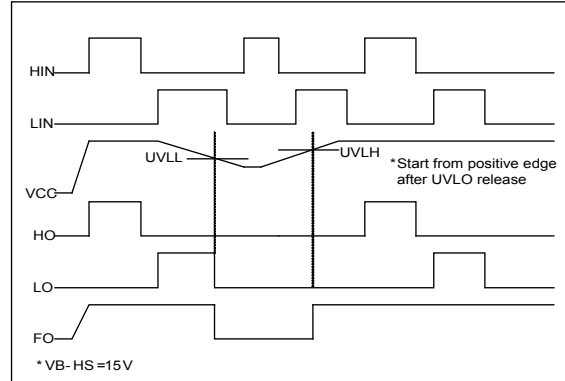 HIN
LIN
UVLL
UVLH
*Start from positive edge
after UVLO release
VCC
HO
LO
FO
* VB- HS =15V